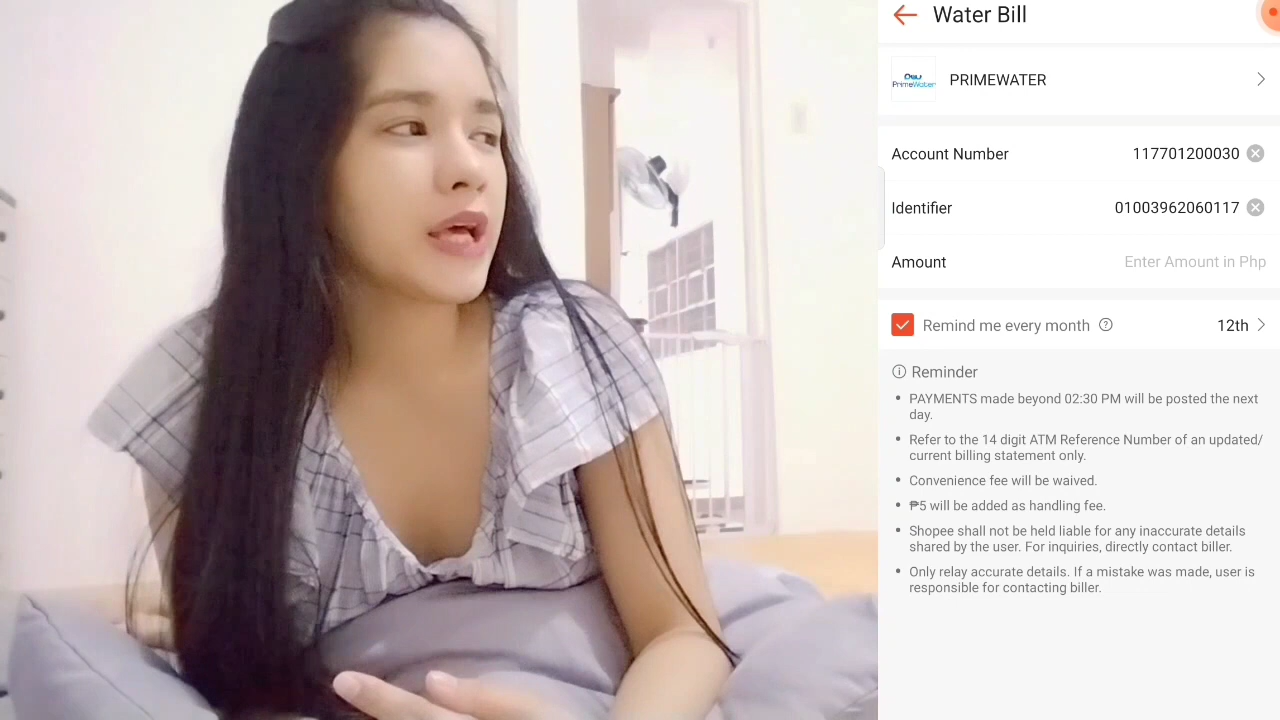 Water Bill
PrimeWater
PRIMEWATER
Account Number 117701200030
Identifier 01003962060117
Amount Enter Amount in Php
Remind me every month 12th
Reminder
• PAYMENTS made beyond 02:30 PM will be posted the next
day.
• Refer to the 14 digit ATM Reference Number of an updated/
current billing statement only.
• Convenience fee will be waived.
• ₱5 will be added as handling fee.
• Shopee shall not be held liable for any inaccurate details
shared by the user. For inquiries, directly contact biller.
• Only relay accurate details. If a mistake was made, user is
responsible for contacting biller.